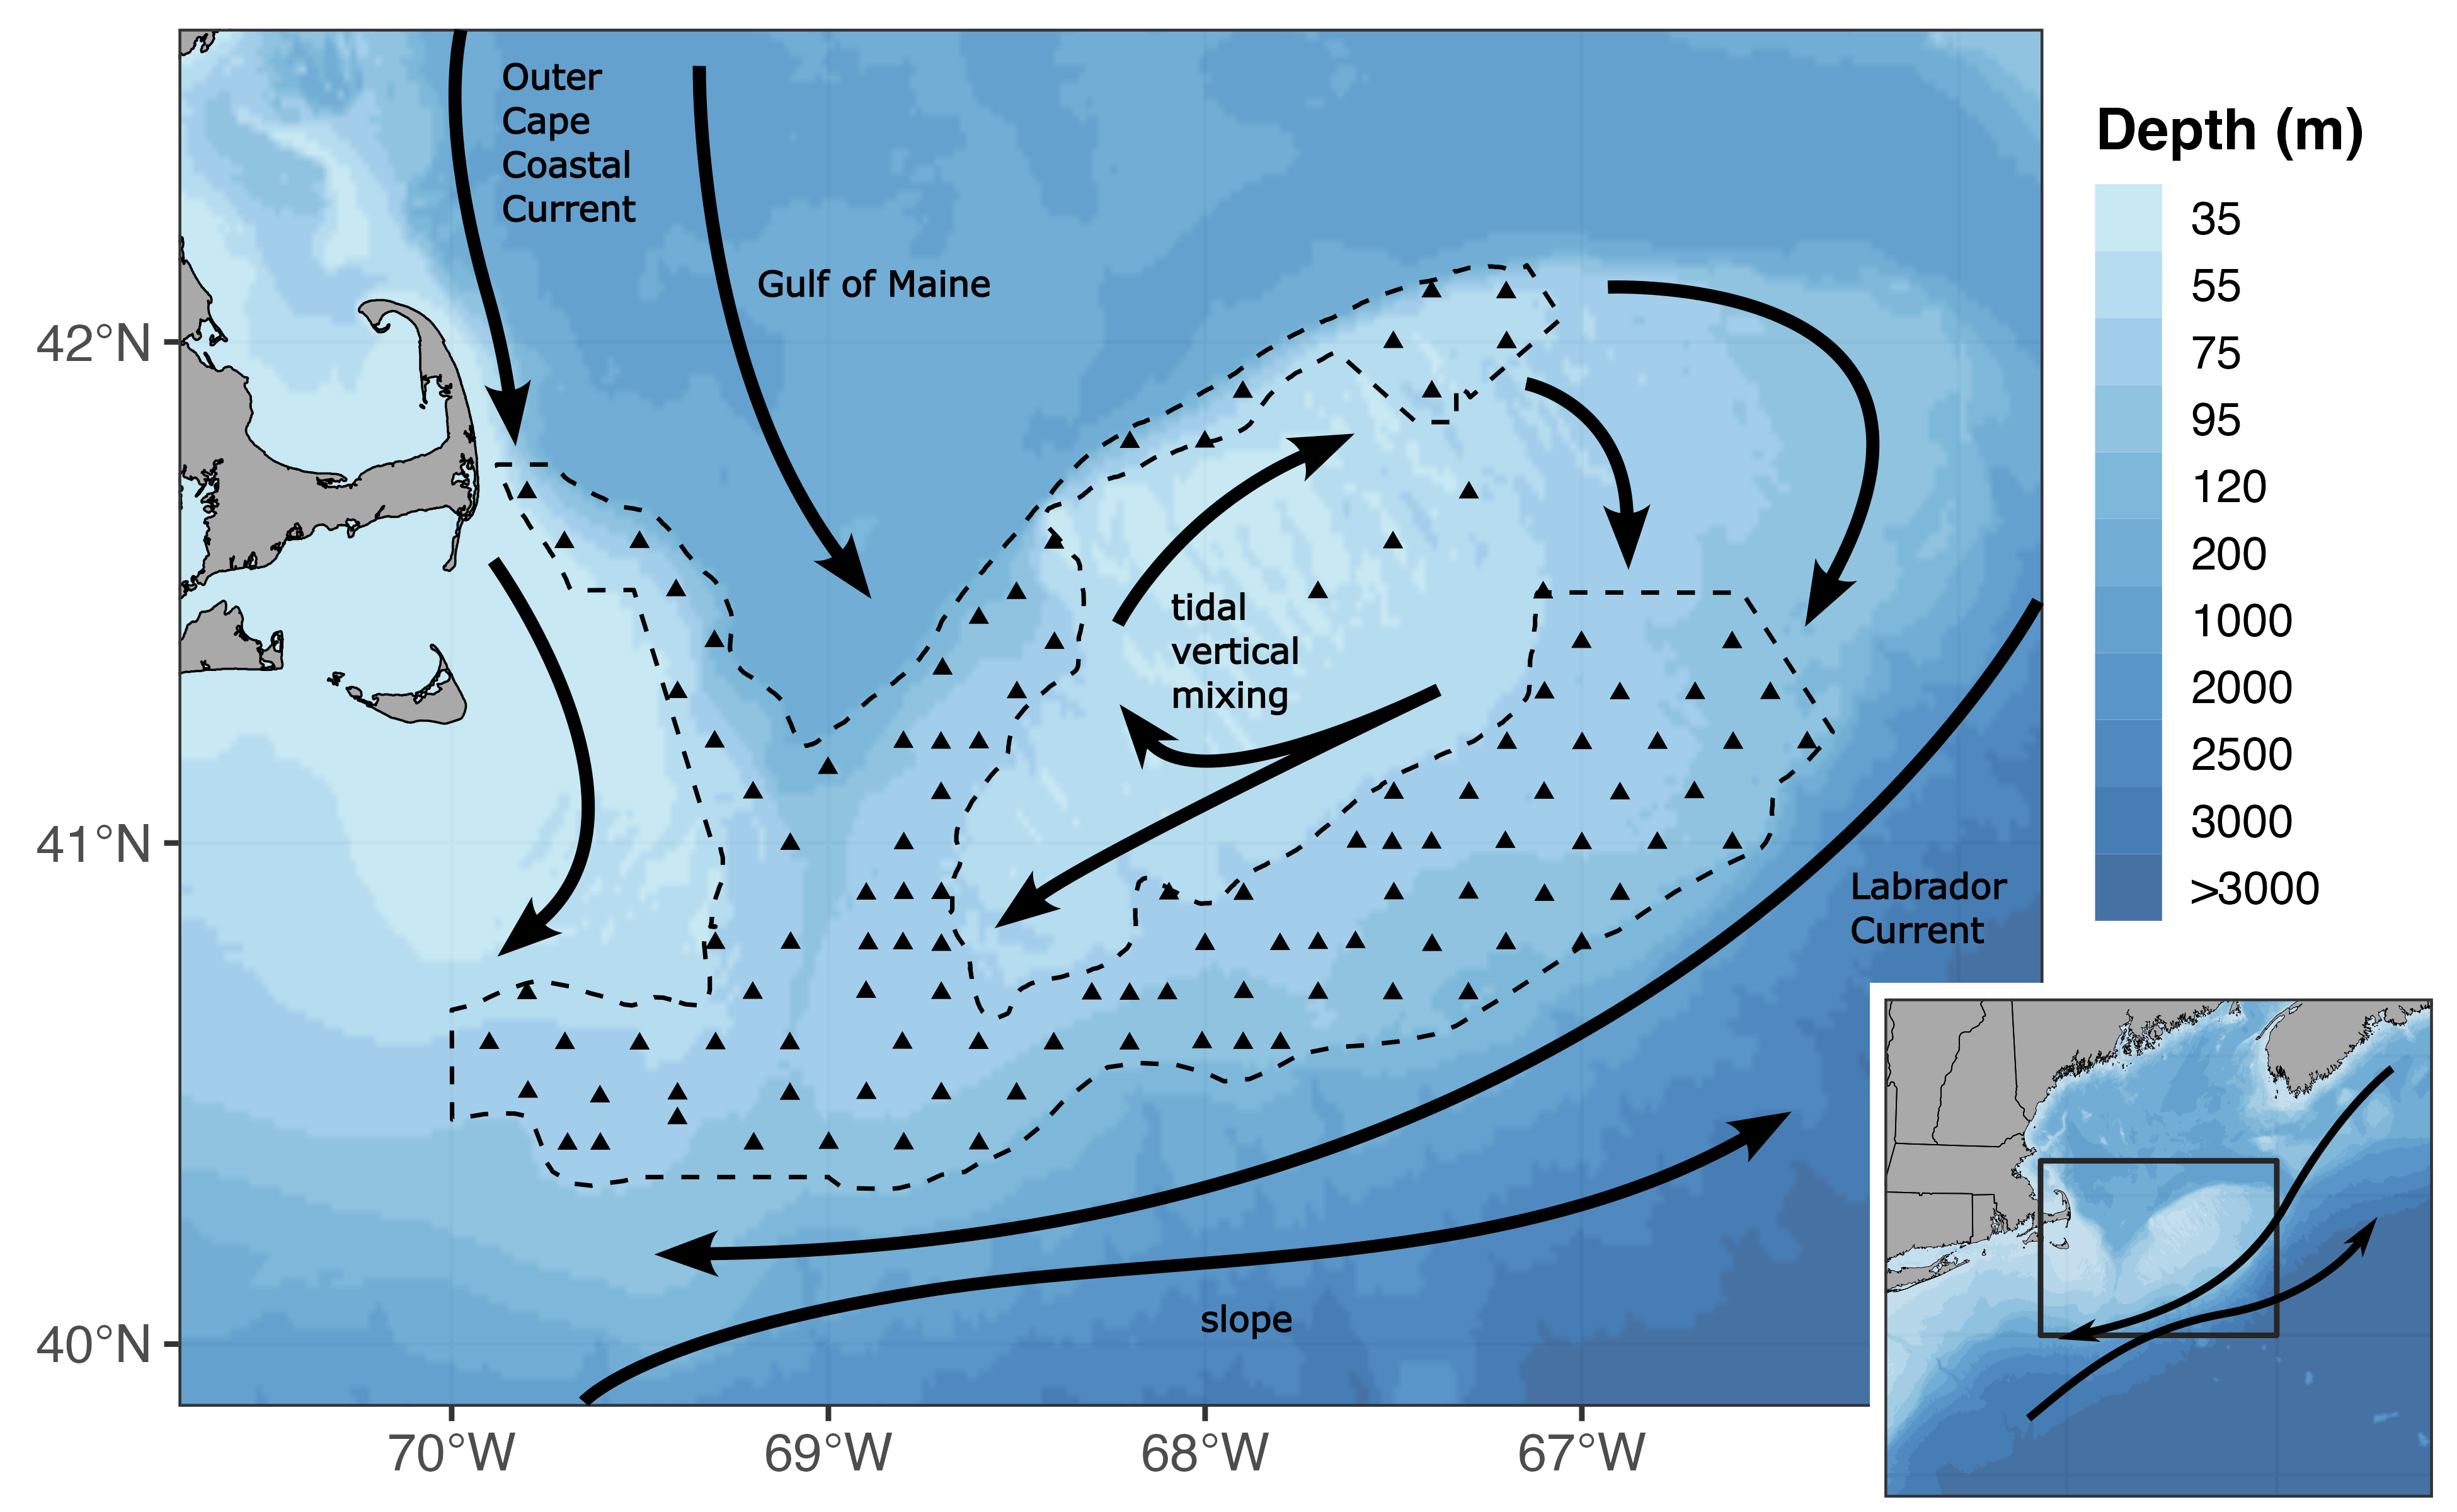 Outer
Cape
Coastal
Current
Gulf of Maine
tidal
vertical
mixing
Labrador
Current
slope
42°N
41°N
40°N
70°W
69°W
68°W
67°W
Depth (m)
35
55
75
95
120
200
1000
2000
2500
3000
>3000